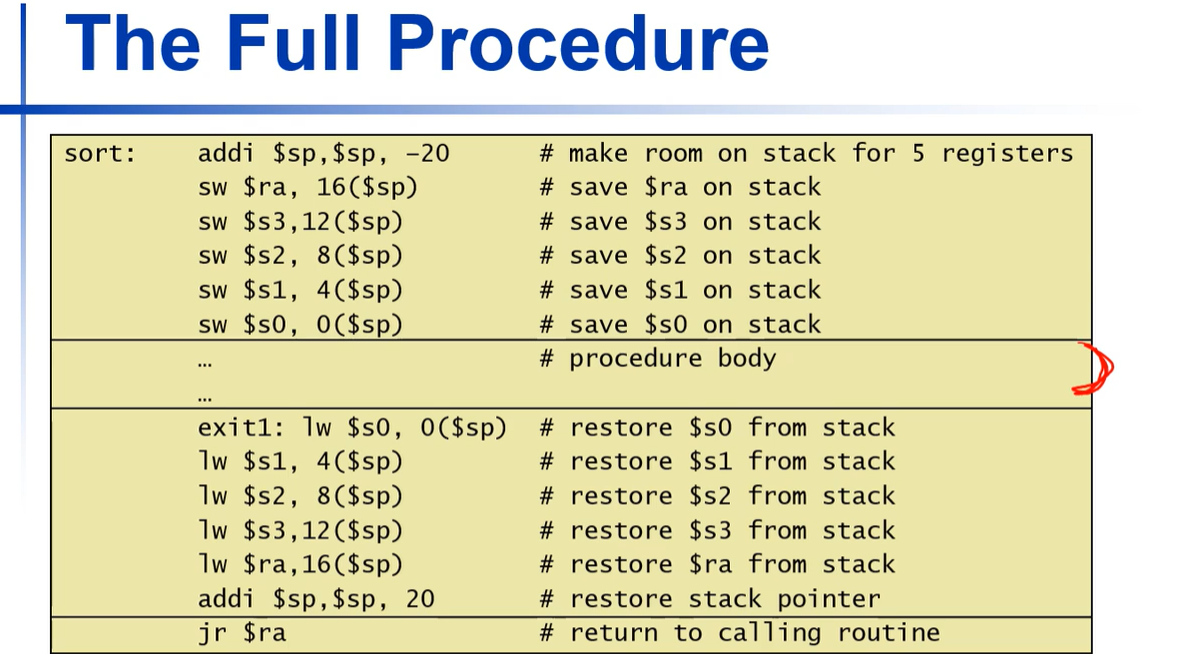 The Full Procedure
sort: addi $sp,$sp, –20 # make room on stack for 5 registers
sw $ra, 16($sp) # save $ra on stack
sw $s3,12($sp) # save $s3 on stack
sw $s2, 8($sp) # save $s2 on stack
sw $s1, 4($sp) # save $s1 on stack
sw $s0, 0($sp) # save $s0 on stack
… # procedure body
…
exit1: lw $s0, 0($sp) # restore $s0 from stack
lw $s1, 4($sp) # restore $s1 from stack
lw $s2, 8($sp) # restore $s2 from stack
lw $s3,12($sp) # restore $s3 from stack
lw $ra,16($sp) # restore $ra from stack
addi $sp,$sp, 20 # restore stack pointer
jr $ra # return to calling routine